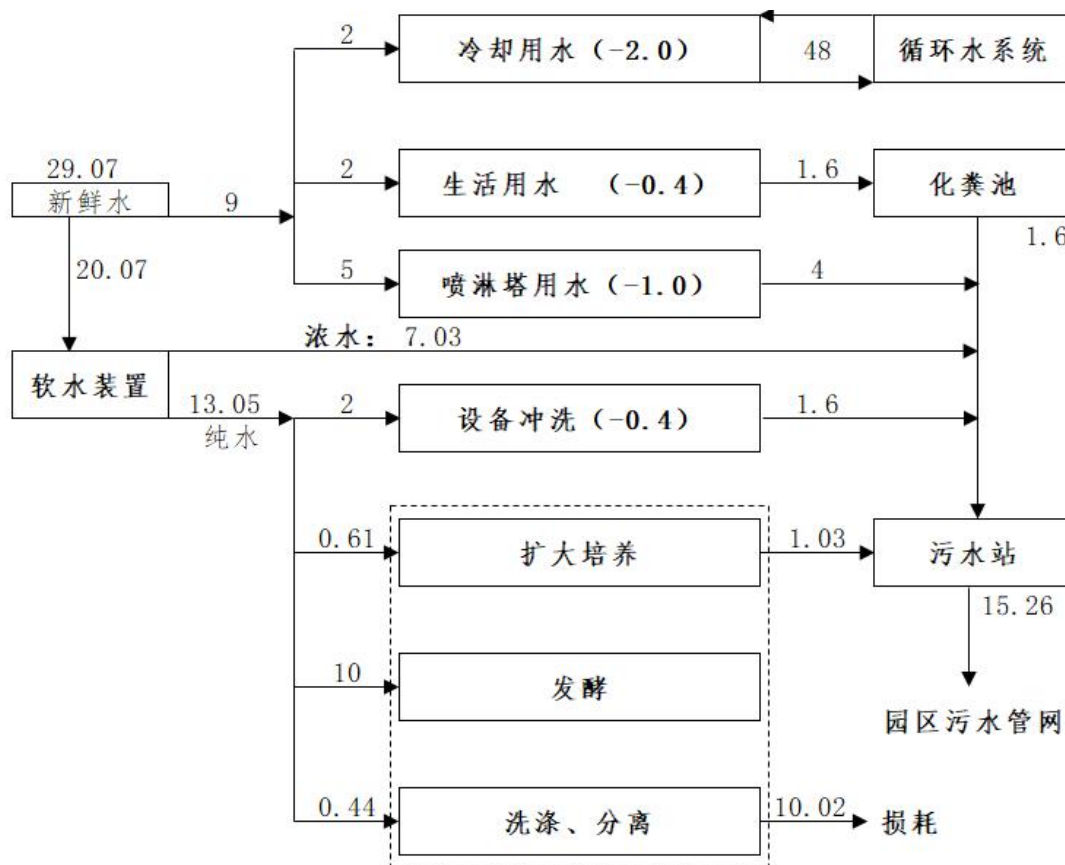 2
冷却用水（-2.0）
48
循环水系统
29.07
新鲜水
9
2
生活用水 （-0.4）
1.6
化粪池
1.6
20.07
5
喷淋塔用水（-1.0）
4
浓水： 7.03
软水装置
13.05
纯水
2
设备冲洗（-0.4）
1.6
0.61
扩大培养
1.03
污水站
15.26
10
发酵
园区污水管网
0.44
洗涤、分离
10.02
损耗